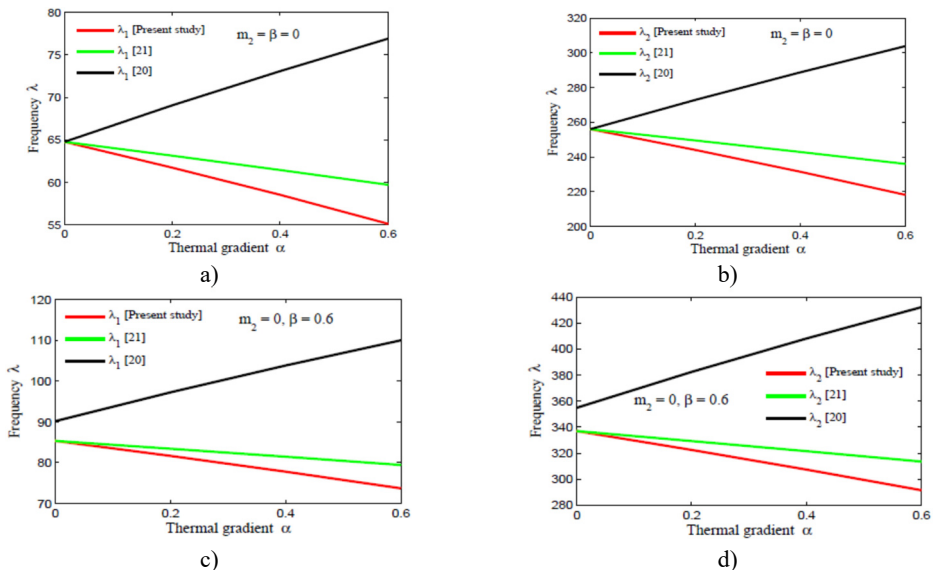 80
75
70
65
60
55
λ₁ [Present study]
λ₁ [21]
λ₁ [20]
m₂ = β = 0
Frequency λ
0 0.2 0.4 0.6
Thermal gradient α
a)
320
300
280
260
240
220
200
λ₂ [Present study]
λ₂ [21]
λ₂ [20]
m₂ = β = 0
Frequency λ
0 0.2 0.4 0.6
Thermal gradient α
b)
120
110
100
90
80
70
λ₁ [Present study]
λ₁ [21]
λ₁ [20]
m₂ = 0, β = 0.6
Frequency λ
0 0.2 0.4 0.6
Thermal gradient α
c)
440
420
400
380
360
340
320
300
280
λ₂ [Present study]
λ₂ [21]
λ₂ [20]
m₂ = 0, β = 0.6
Frequency λ
0 0.2 0.4 0.6
Thermal gradient α
d)